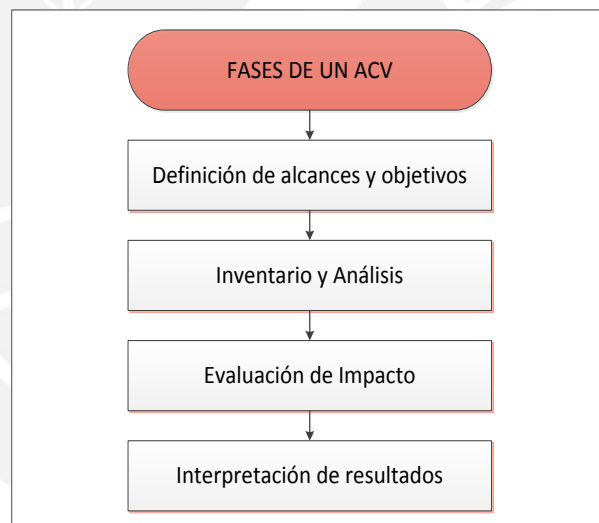 FASES DE UN ACV
Definición de alcances y objetivos
Inventario y Análisis
Evaluación de Impacto
Interpretación de resultados